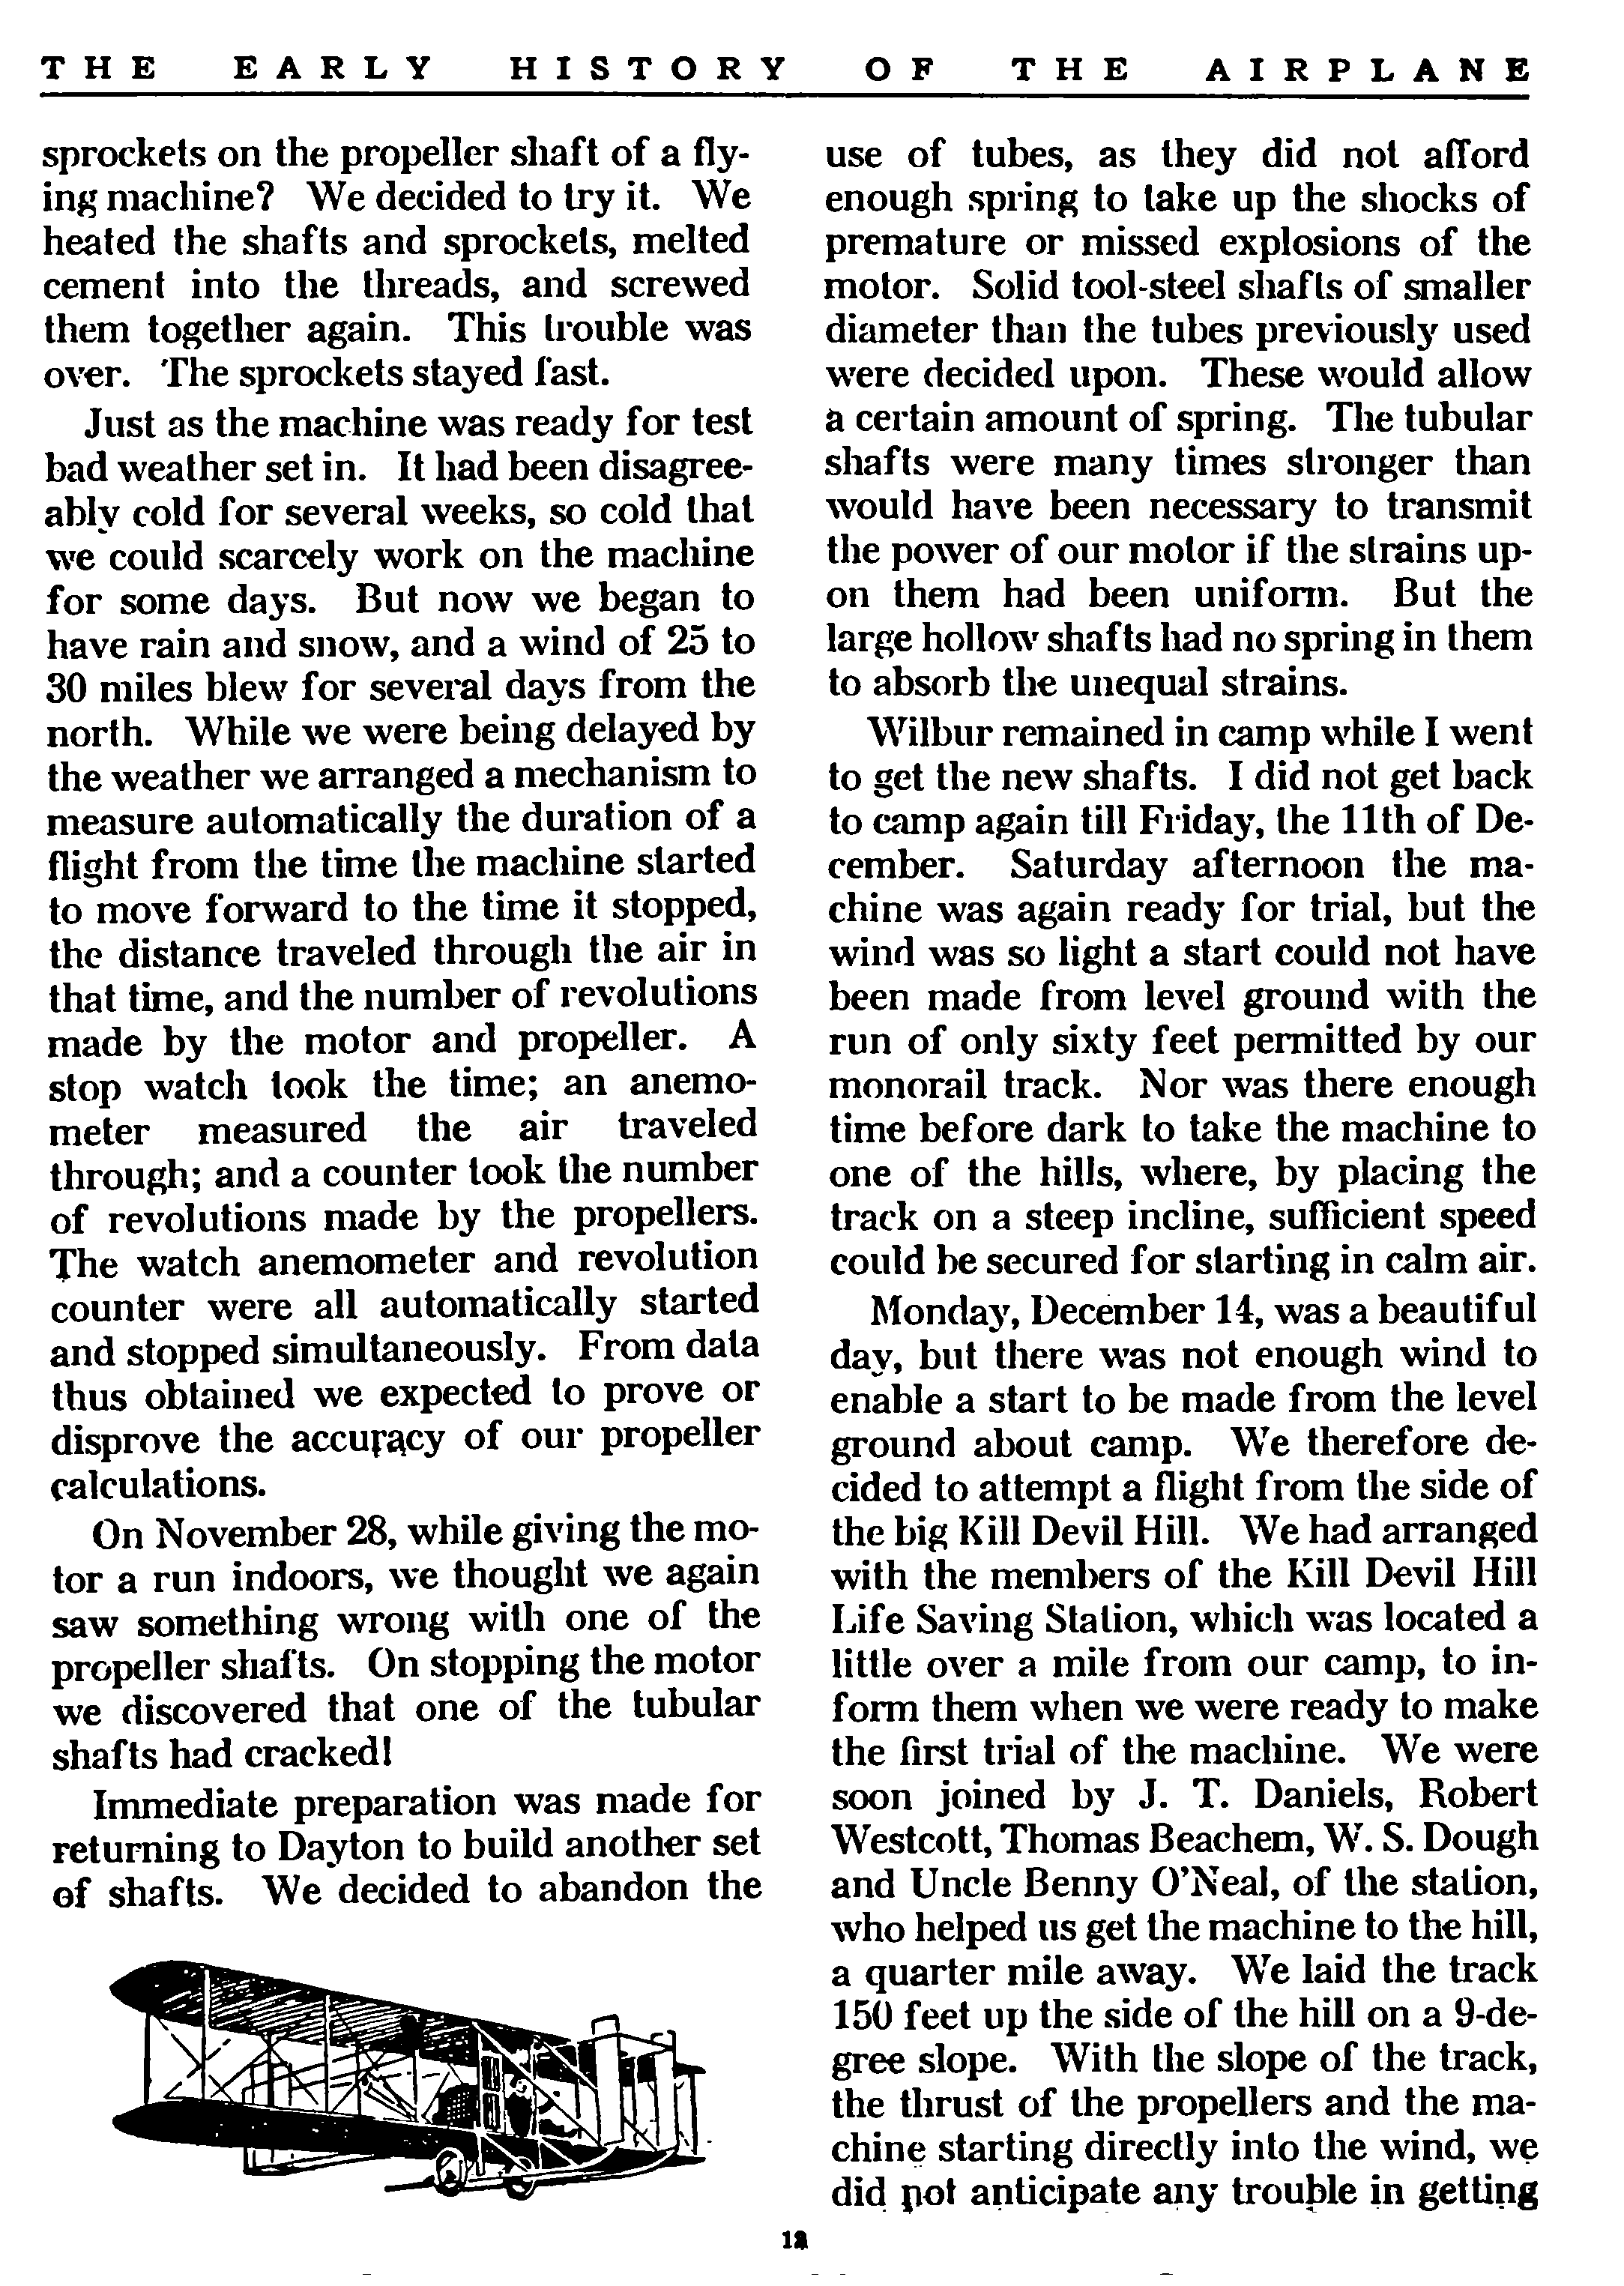 THE EARLY HISTORY OF THE AIRPLANE
sprockets on the propeller shaft of a fly-
ing machine? We decided to try it. We
heated the shafts and sprockets, melted
cement into the threads, and screwed
them together again. This trouble was
over. The sprockets stayed fast.
Just as the machine was ready for test
bad weather set in. It had been disagree-
ably cold for several weeks, so cold that
we could scarcely work on the machine
for some days. But now we began to
have rain and snow, and a wind of 25 to
30 miles blew for several days from the
north. While we were being delayed by
the weather we arranged a mechanism to
measure automatically the duration of a
flight from the time the machine started
to move forward to the time it stopped,
the distance traveled through the air in
that time, and the number of revolutions
made by the motor and propeller. A
stop watch took the time; an anemo-
meter measured the air traveled
through; and a counter took the number
of revolutions made by the propellers.
The watch anemometer and revolution
counter were all automatically started
and stopped simultaneously. From data
thus obtained we expected to prove or
disprove the accuracy of our propeller
calculations.
On November 28, while giving the mo-
tor a run indoors, we thought we again
saw something wrong with one of the
propeller shafts. On stopping the motor
we discovered that one of the tubular
shafts had cracked!
Immediate preparation was made for
returning to Dayton to build another set
of shafts. We decided to abandon the
use of tubes, as they did not afford
enough spring to take up the shocks of
premature or missed explosions of the
motor. Solid tool-steel shafts of smaller
diameter than the tubes previously used
were decided upon. These would allow
a certain amount of spring. The tubular
shafts were many times stronger than
would have been necessary to transmit
the power of our motor if the strains up-
on them had been uniform. But the
large hollow shafts had no spring in them
to absorb the unequal strains.
Wilbur remained in camp while I went
to get the new shafts. I did not get back
to camp again till Friday, the 11th of De-
cember. Saturday afternoon the ma-
chine was again ready for trial, but the
wind was so light a start could not have
been made from level ground with the
run of only sixty feet permitted by our
monorail track. Nor was there enough
time before dark to take the machine to
one of the hills, where, by placing the
track on a steep incline, sufficient speed
could be secured for starting in calm air.
Monday, December 14, was a beautiful
day, but there was not enough wind to
enable a start to be made from the level
ground about camp. We therefore de-
cided to attempt a flight from the side of
the big Kill Devil Hill. We had arranged
with the members of the Kill Devil Hill
Life Saving Station, which was located a
little over a mile from our camp, to in-
form them when we were ready to make
the first trial of the machine. We were
soon joined by J. T. Daniels, Robert
Westcott, Thomas Beachem, W. S. Dough
and Uncle Benny O'Neal, of the station,
who helped us get the machine to the hill,
a quarter mile away. We laid the track
150 feet up the side of the hill on a 9-de-
gree slope. With the slope of the track,
the thrust of the propellers and the ma-
chine starting directly into the wind, we
did not anticipate any trouble in getting